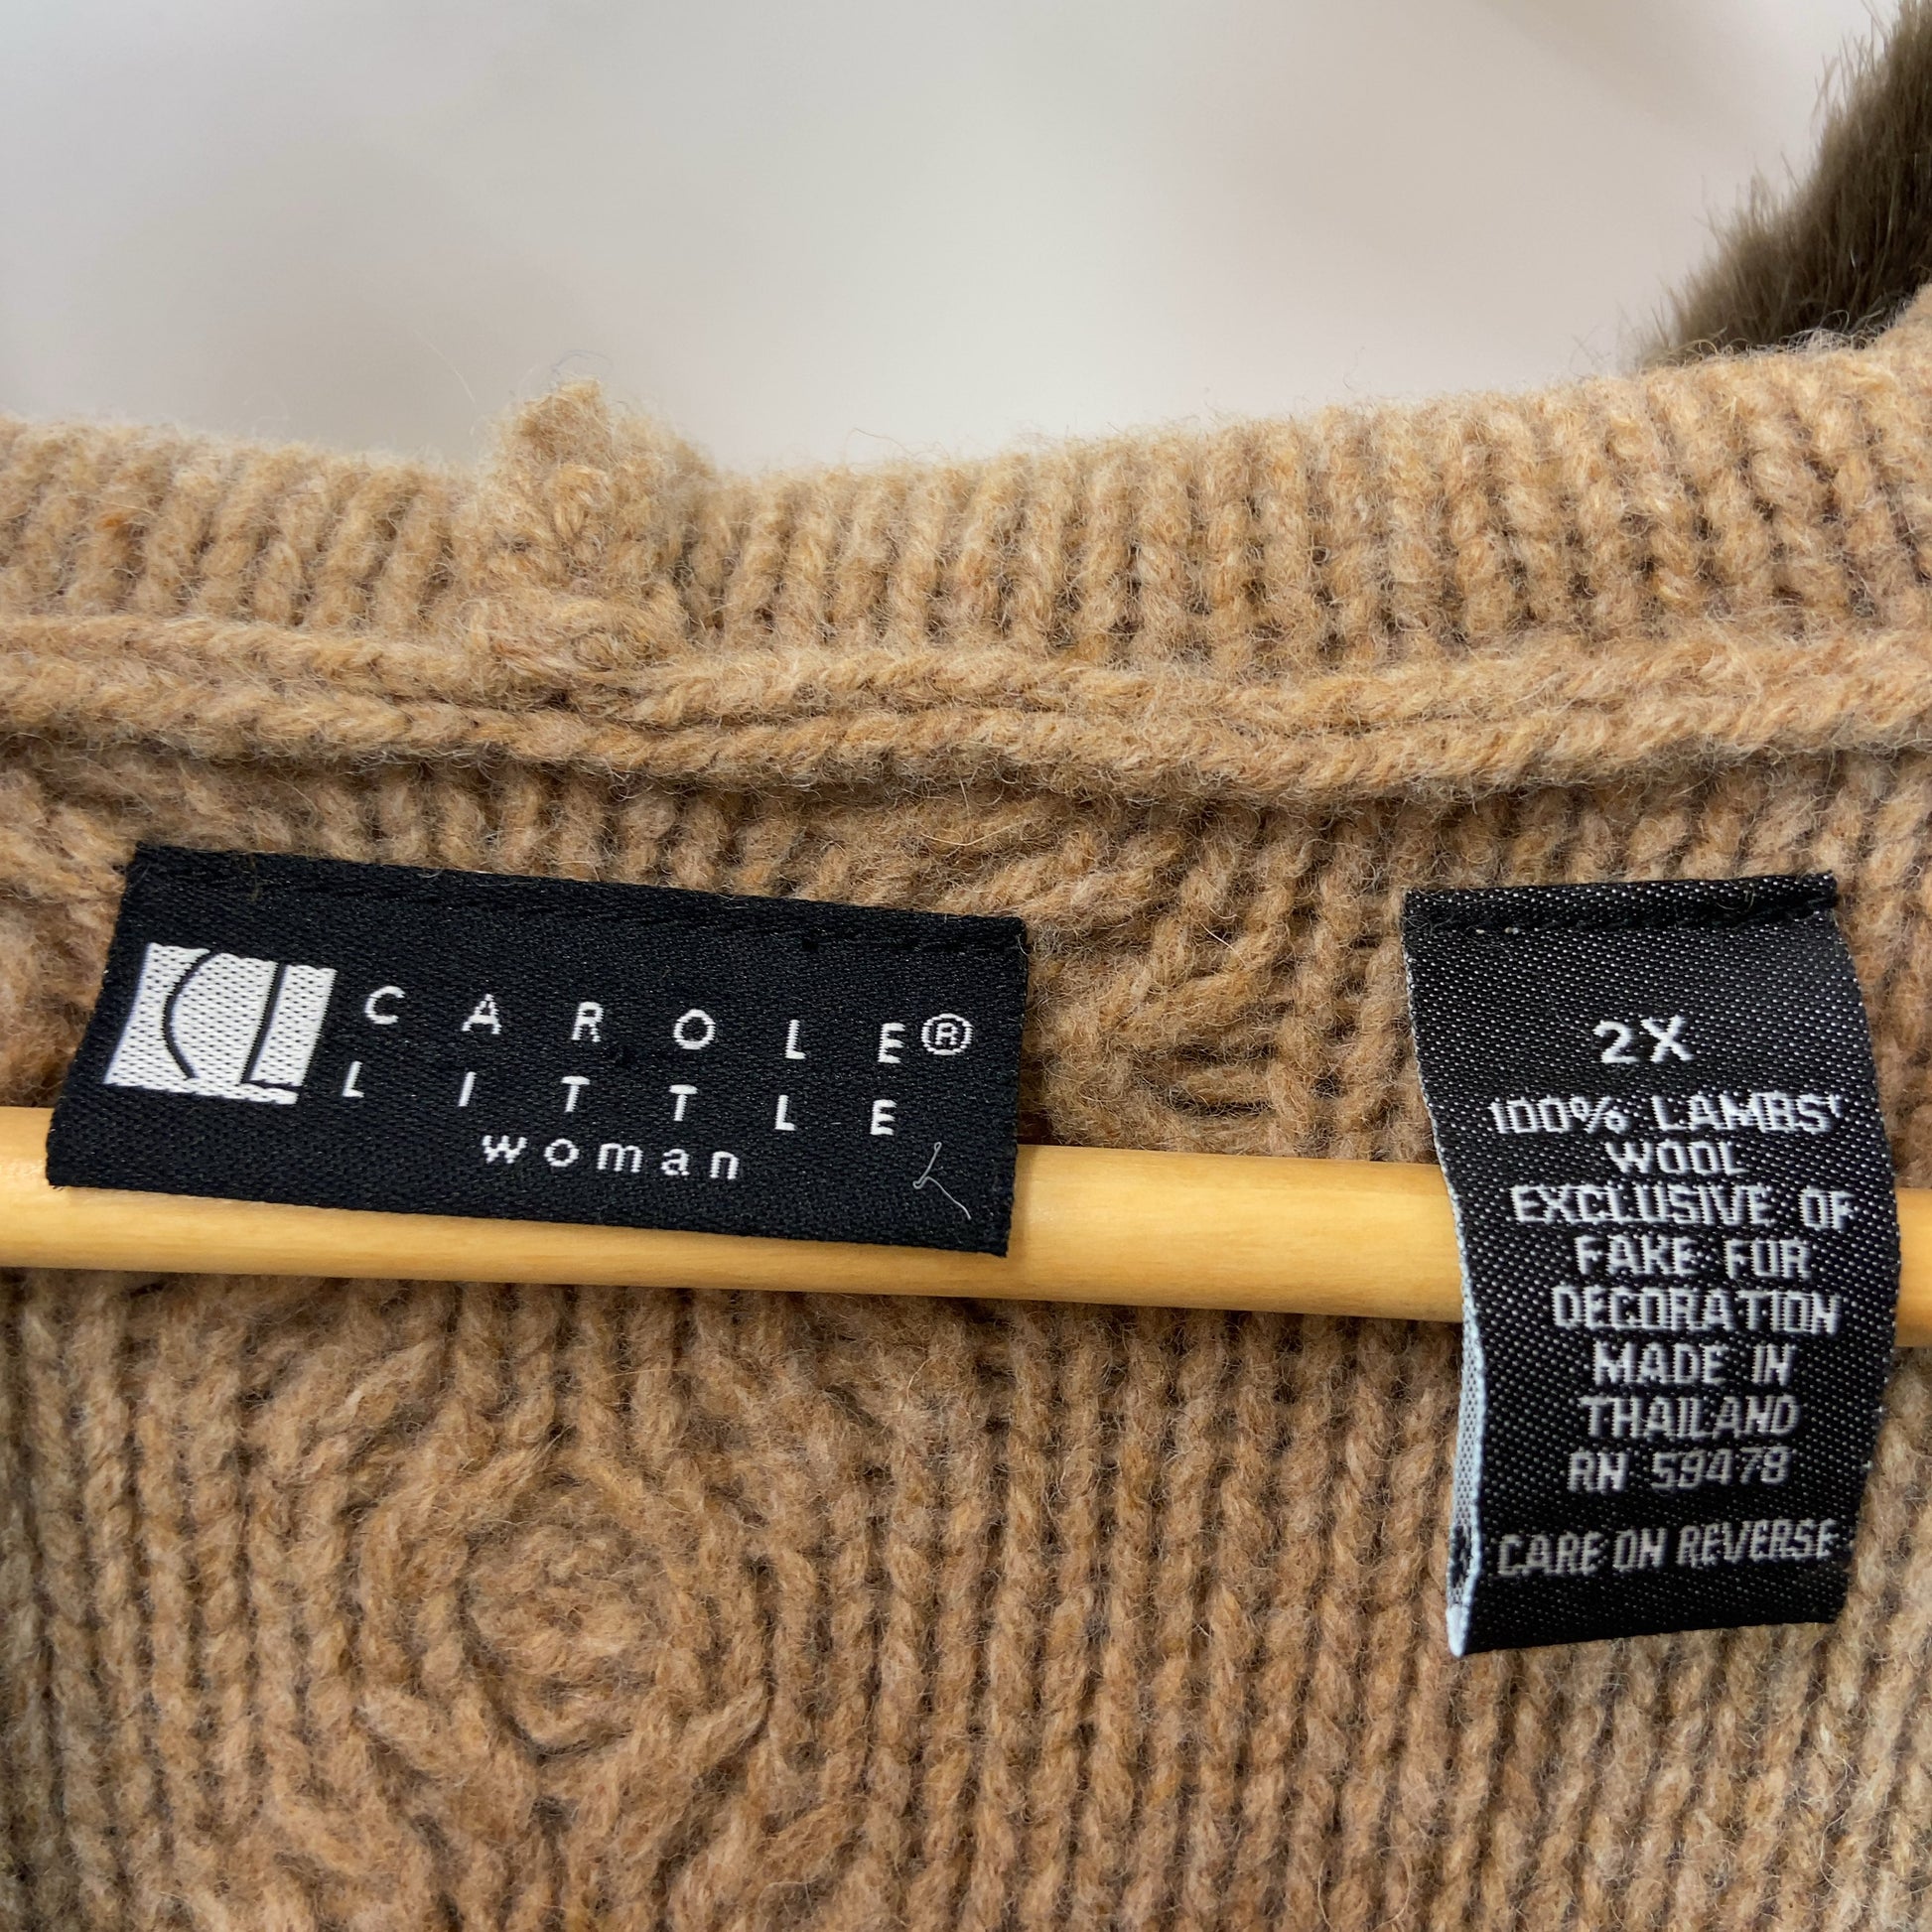 CL
CAROLE®
LITTLE
woman
2X
100% LAMBS'
WOOL
EXCLUSIVE OF
FAKE FUR
DECORATION
MADE IN
THAILAND
RN 59478
CARE ON REVERSE